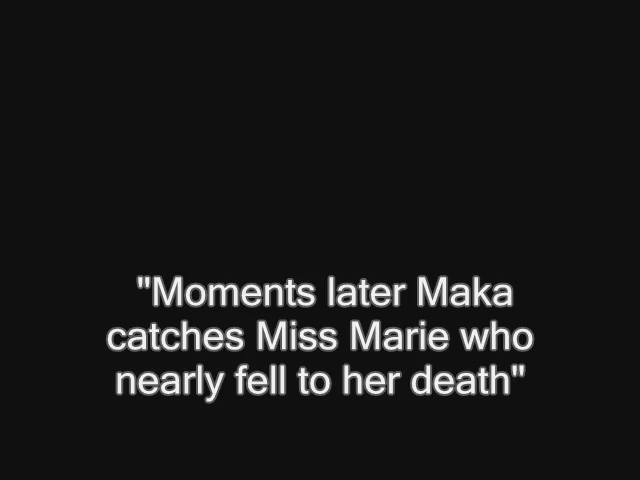 "Moments later Maka
catches Miss Marie who
nearly fell to her death"